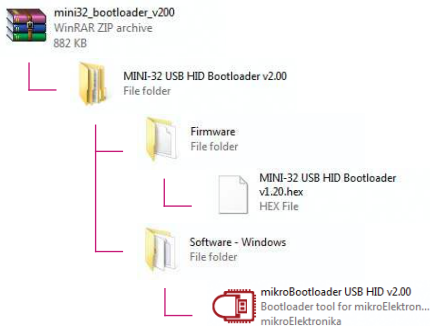 mini32_bootloader_v200
WinRAR ZIP archive
882 KB
MINI-32 USB HID Bootloader v2.00
File folder
Firmware
File folder
MINI-32 USB HID Bootloader
v1.20.hex
HEX File
Software - Windows
File folder
mikroBootloader USB HID v2.00
Bootloader tool for mikroElektron...
mikroElektronika